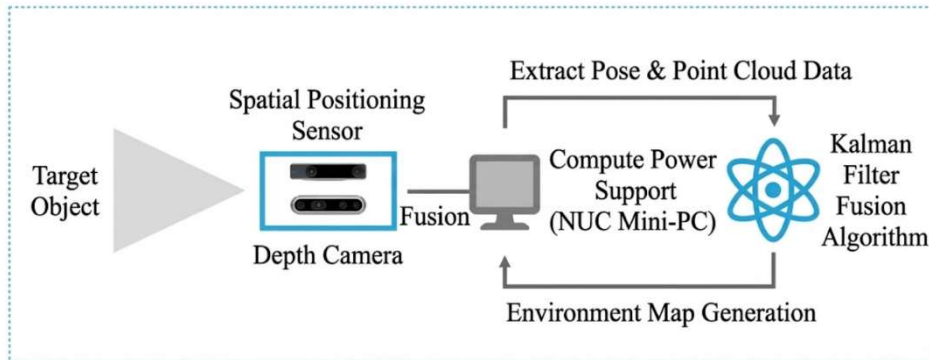 Target
Object
Spatial Positioning
Sensor
Depth Camera
Fusion
Extract Pose & Point Cloud Data
Compute Power
Support
(NUC Mini-PC)
Kalman
Filter
Fusion
Algorithm
Environment Map Generation